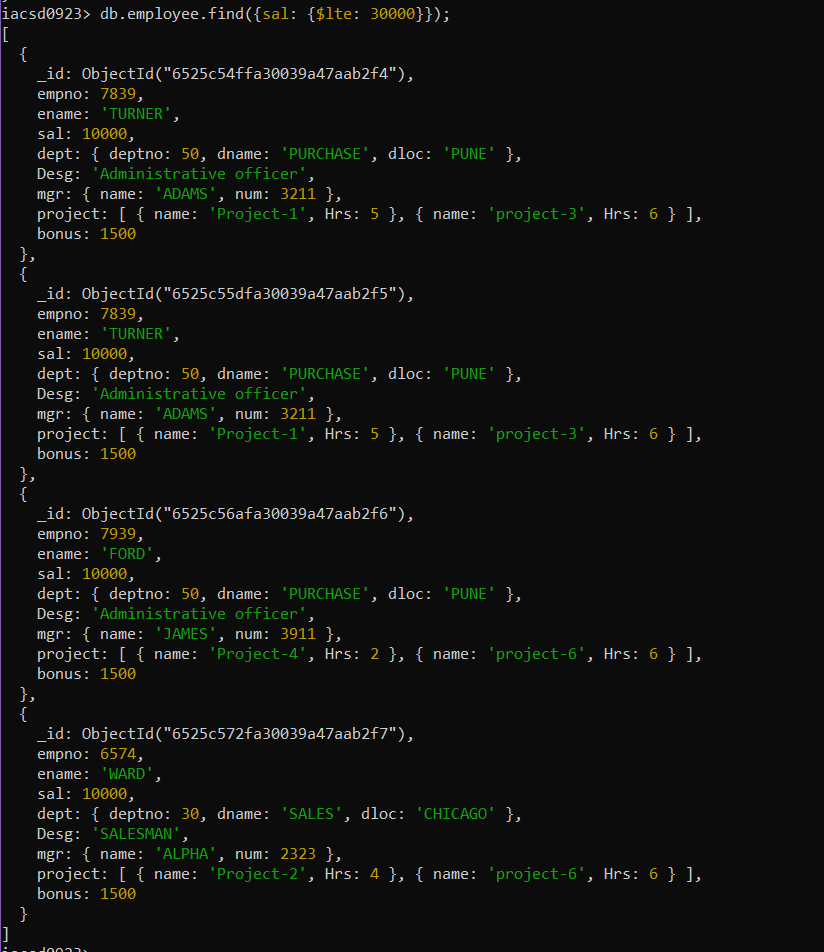 iacsd0923> db.employee.find({sal: {$lte: 30000}});
[
  {
    _id: ObjectId("6525c54ffa30039a47aab2f4"),
    empno: 7839,
    ename: 'TURNER',
    sal: 10000,
    dept: { deptno: 50, dname: 'PURCHASE', dloc: 'PUNE' },
    Desg: 'Administrative officer',
    mgr: { name: 'ADAMS', num: 3211 },
    project: [ { name: 'Project-1', Hrs: 5 }, { name: 'project-3', Hrs: 6 } ],
    bonus: 1500
  },
  {
    _id: ObjectId("6525c55dfa30039a47aab2f5"),
    empno: 7839,
    ename: 'TURNER',
    sal: 10000,
    dept: { deptno: 50, dname: 'PURCHASE', dloc: 'PUNE' },
    Desg: 'Administrative officer',
    mgr: { name: 'ADAMS', num: 3211 },
    project: [ { name: 'Project-1', Hrs: 5 }, { name: 'project-3', Hrs: 6 } ],
    bonus: 1500
  },
  {
    _id: ObjectId("6525c56afa30039a47aab2f6"),
    empno: 7939,
    ename: 'FORD',
    sal: 10000,
    dept: { deptno: 50, dname: 'PURCHASE', dloc: 'PUNE' },
    Desg: 'Administrative officer',
    mgr: { name: 'JAMES', num: 3911 },
    project: [ { name: 'Project-4', Hrs: 2 }, { name: 'project-6', Hrs: 6 } ],
    bonus: 1500
  },
  {
    _id: ObjectId("6525c572fa30039a47aab2f7"),
    empno: 6574,
    ename: 'WARD',
    sal: 10000,
    dept: { deptno: 30, dname: 'SALES', dloc: 'CHICAGO' },
    Desg: 'SALESMAN',
    mgr: { name: 'ALPHA', num: 2323 },
    project: [ { name: 'Project-2', Hrs: 4 }, { name: 'project-6', Hrs: 6 } ],
    bonus: 1500
  }
]
iacsd0923>